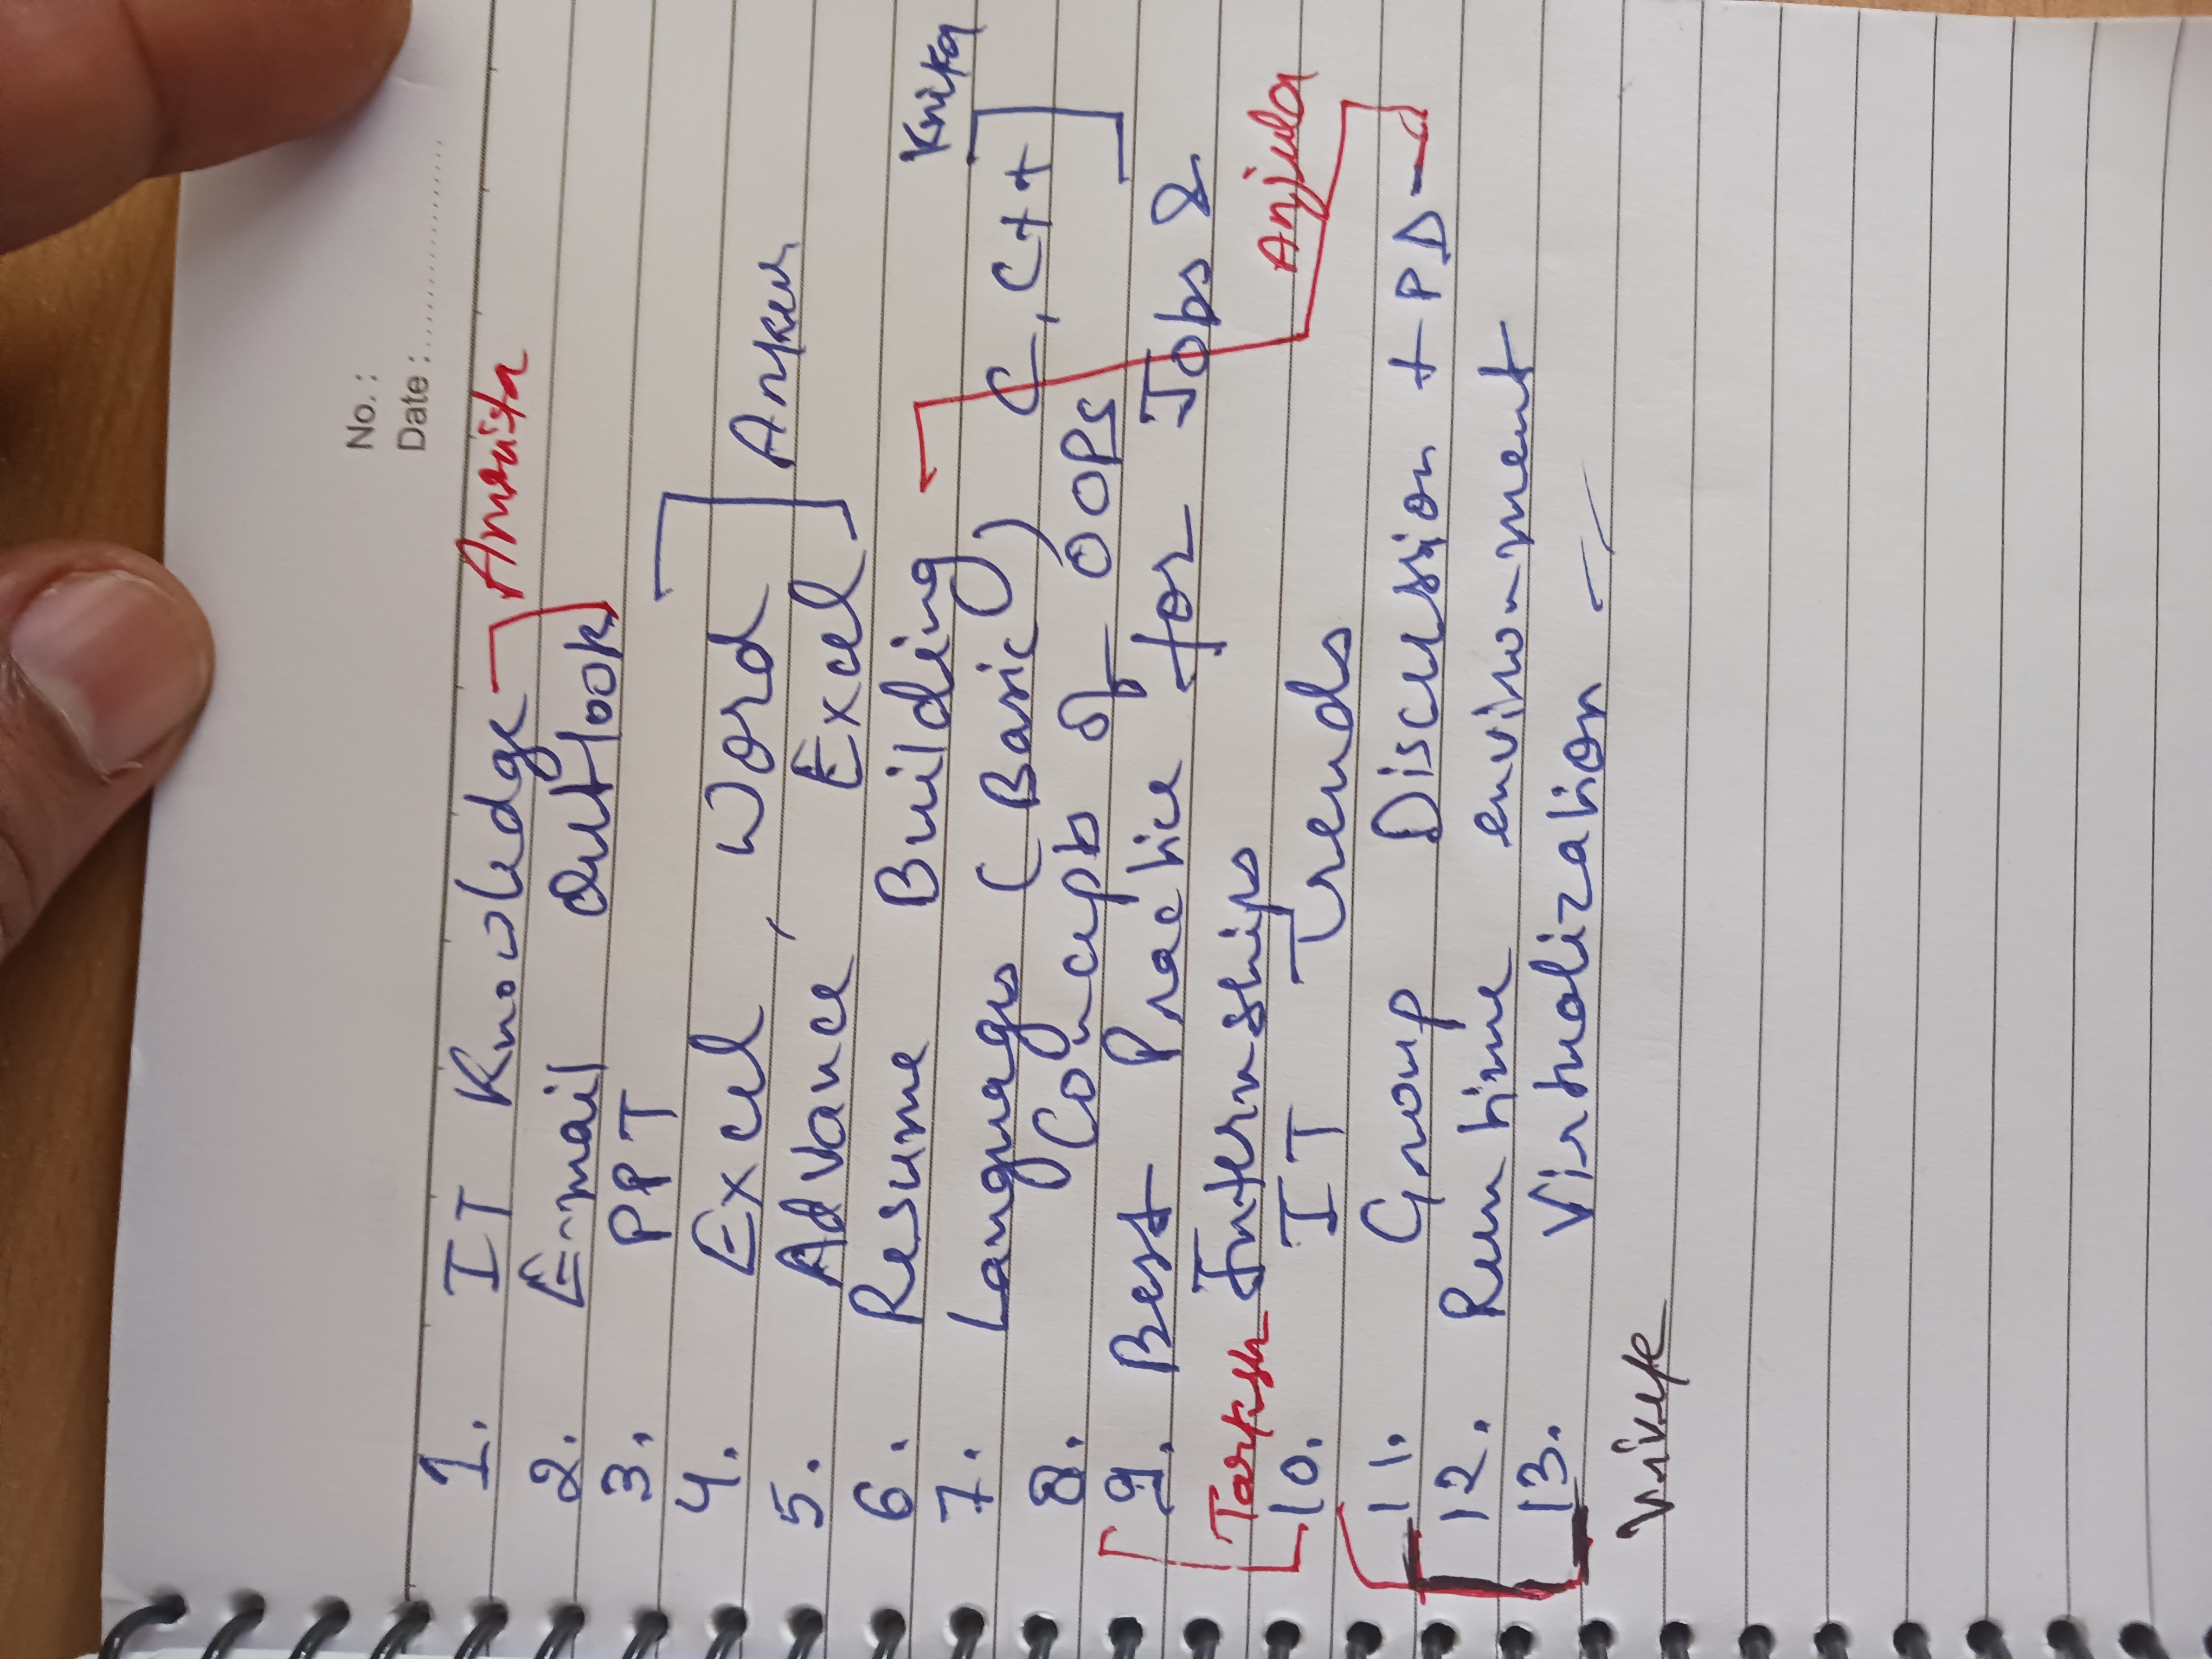 No. :
Date : .................
1. IT Knowledge Amrita
2. E-mail Outlook
3. PPT
4. Excel, Word Ankur
5. Advance Excel
6. Resume Building
Knika
7. Languages (Basic) C, C++
8. Concepts of OOPs
9. Best Practice for Jobs &
Tarksh Internships
Anjula
10. IT Trends
11. Group Discussion + PD
12. Run time environment
13. Virtualization
Vivek